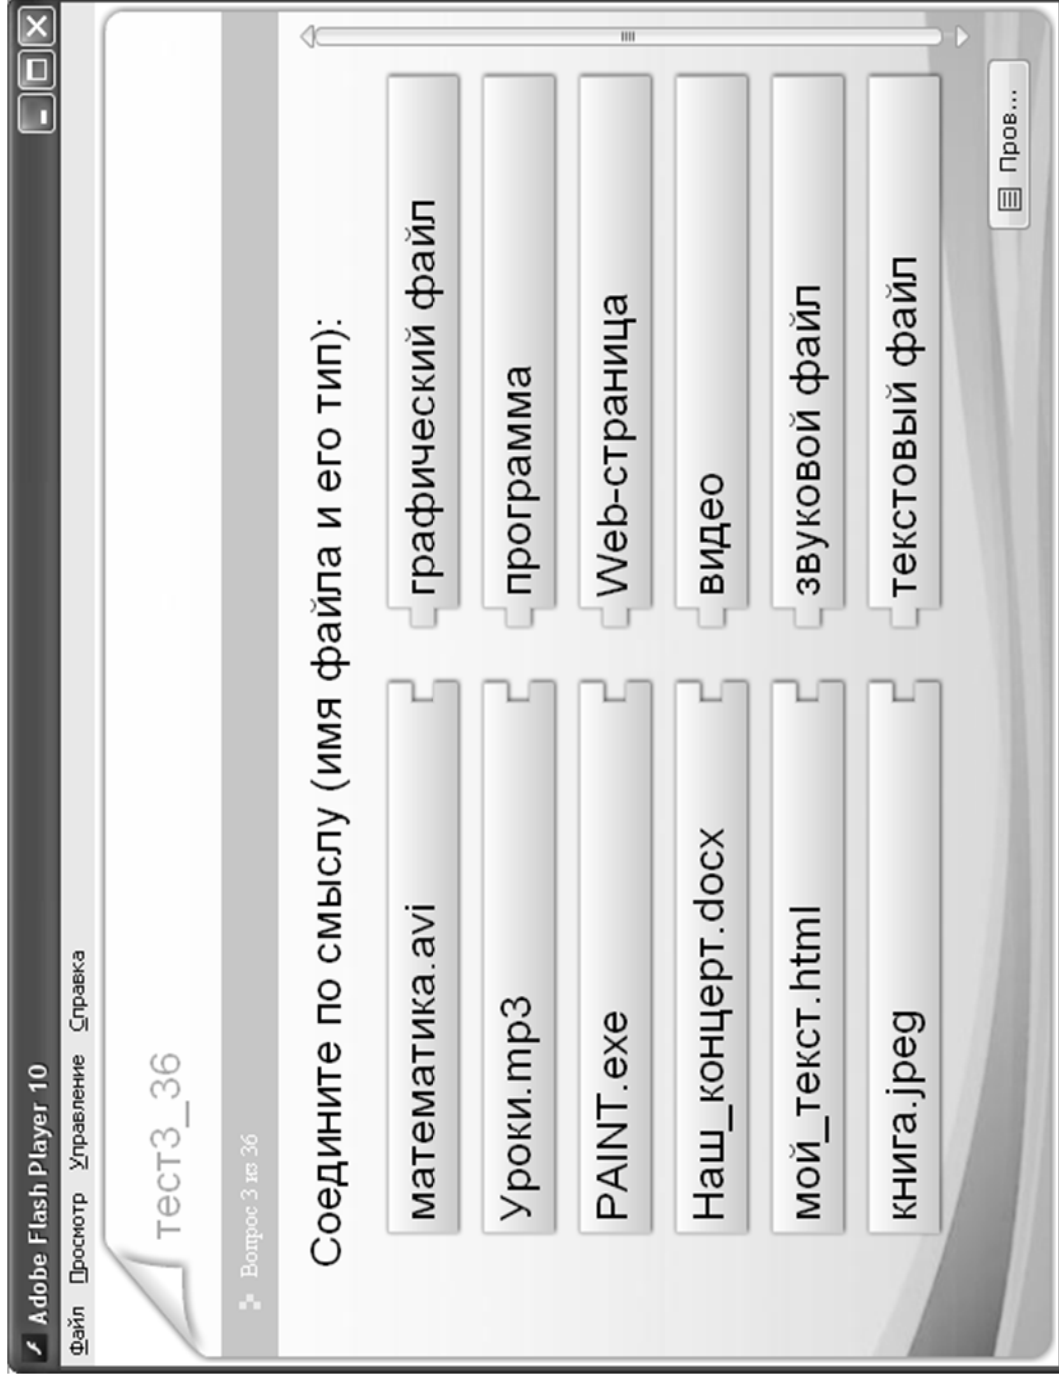 Adobe Flash Player 10
Файл Просмотр Управление Справка
тест3_36
Вопрос 3 из 36
Соедините по смыслу (имя файла и его тип):
математика.avi графический файл
Уроки.mp3 программа
PAINT.exe Web-страница
Наш_концерт.docx видео
мой_текст.html звуковой файл
книга.jpeg текстовый файл
Пров...